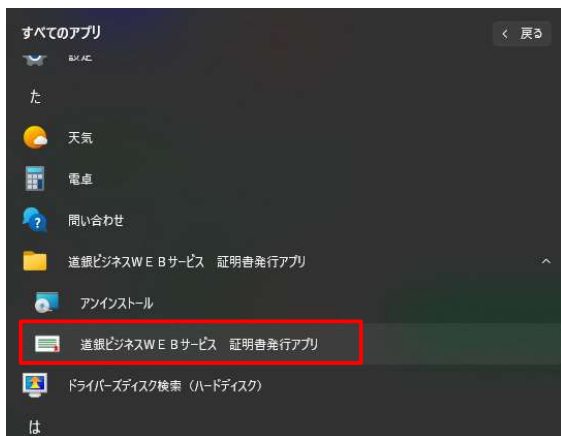 すべてのアプリ
戻る
設定
た
天気
電卓
問い合わせ
道銀ビジネスWEBサービス 証明書発行アプリ
アンインストール
道銀ビジネスWEBサービス 証明書発行アプリ
ドライバーズディスク検索（ハードディスク）
は